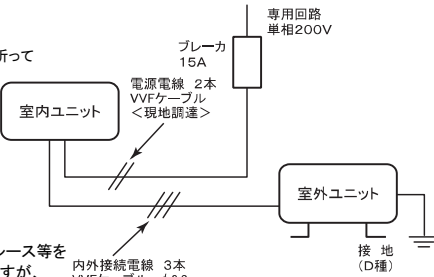 専用回路
単相200V
ブレーカ
15A
折って
電源電線 2本
VVFケーブル
<現地調達>
室内ユニット
室外ユニット
レース等を
すが、
内外接続電線 3本
接地
(D種)